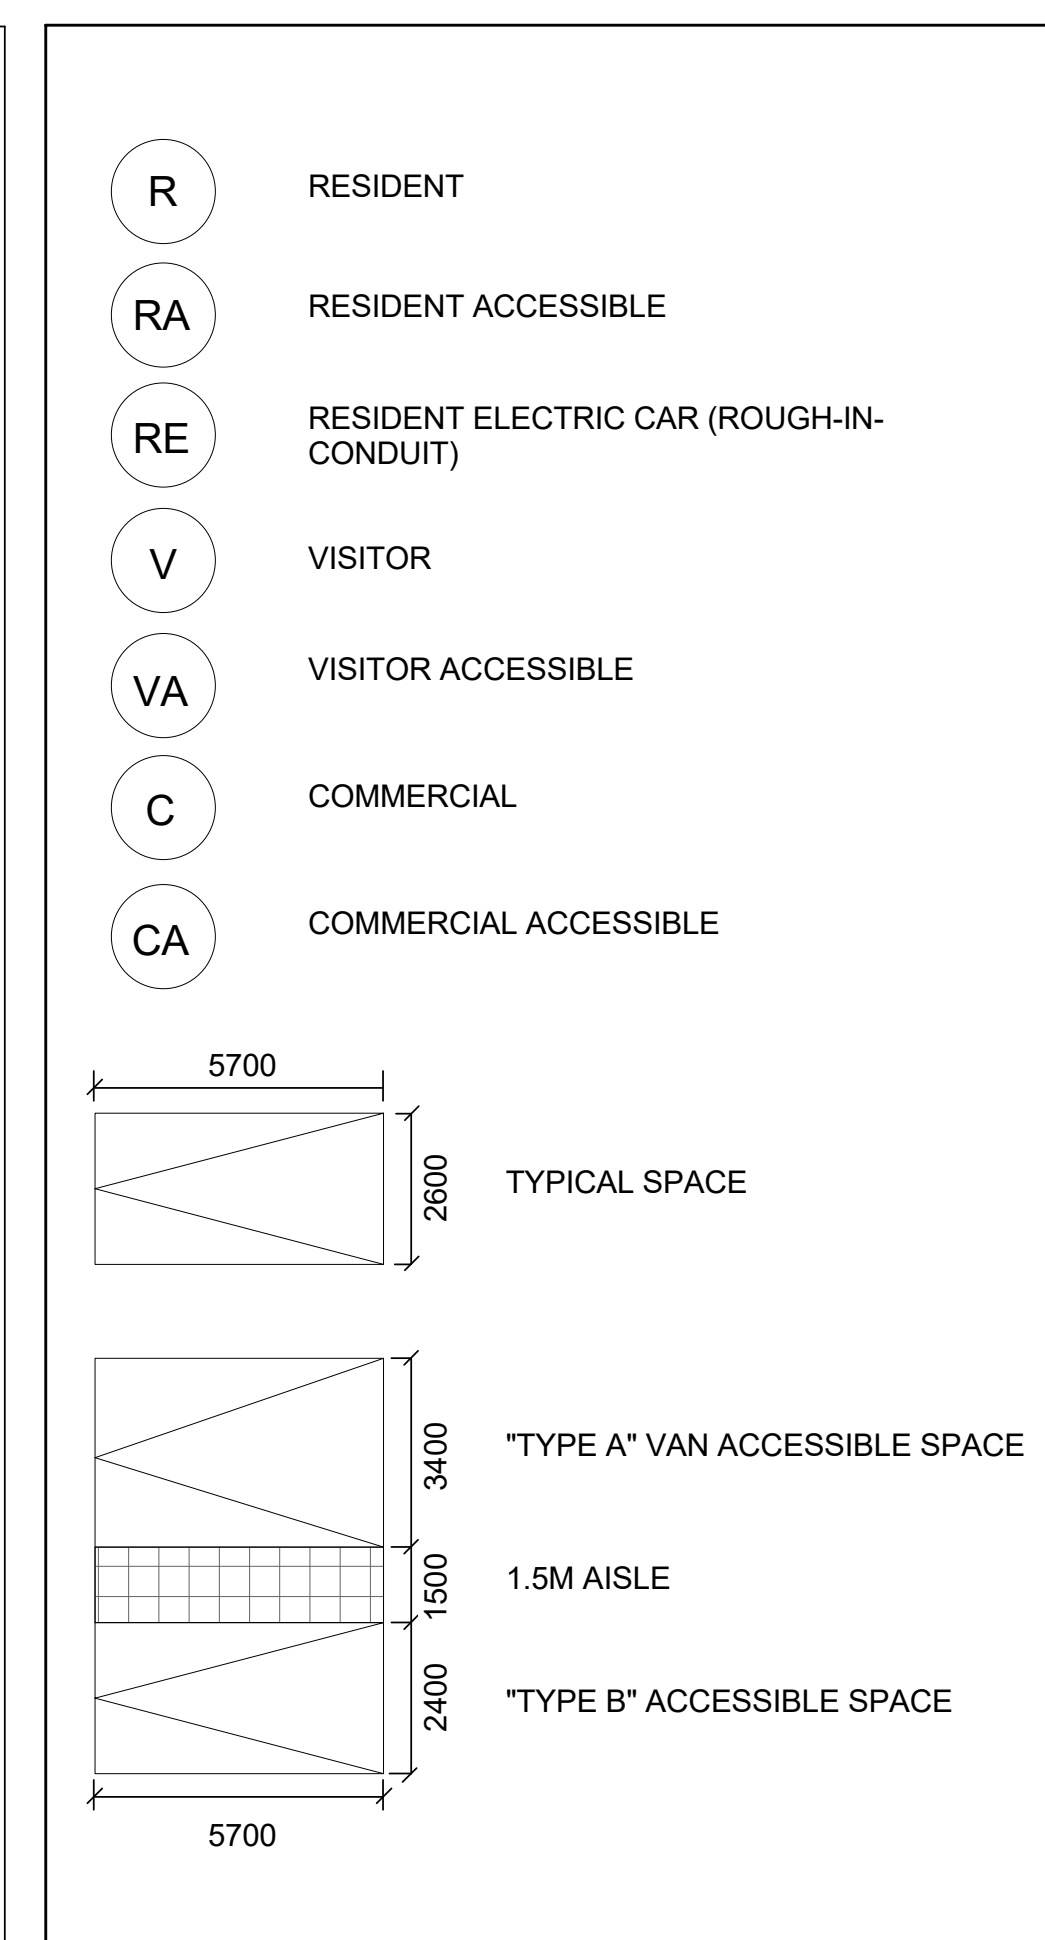 R RESIDENT
RA RESIDENT ACCESSIBLE
RE RESIDENT ELECTRIC CAR (ROUGH-IN-
CONDUIT)
V VISITOR
VA VISITOR ACCESSIBLE
C COMMERCIAL
CA COMMERCIAL ACCESSIBLE
5700
2600 TYPICAL SPACE
3400 "TYPE A" VAN ACCESSIBLE SPACE
1500 1.5M AISLE
2400 "TYPE B" ACCESSIBLE SPACE
5700